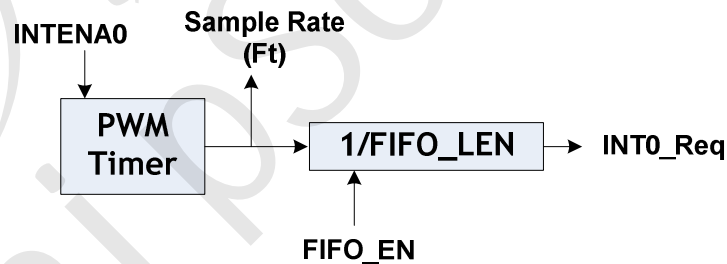 INTENA0
Sample Rate
(Ft)
PWM
Timer
1/FIFO_LEN
INT0_Req
FIFO_EN